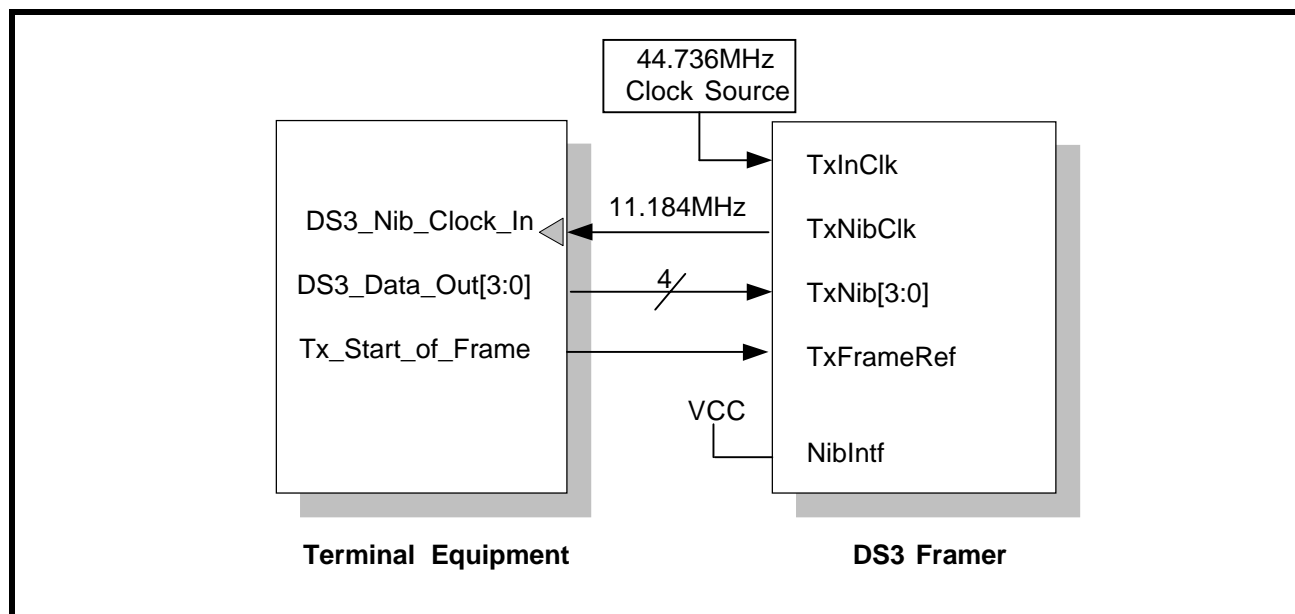 44.736MHz
Clock Source
TxInClk
11.184MHz
DS3_Nib_Clock_In
TxNibClk
4
DS3_Data_Out[3:0]
TxNib[3:0]
Tx_Start_of_Frame
TxFrameRef
VCC
NibIntf
Terminal Equipment
DS3 Framer